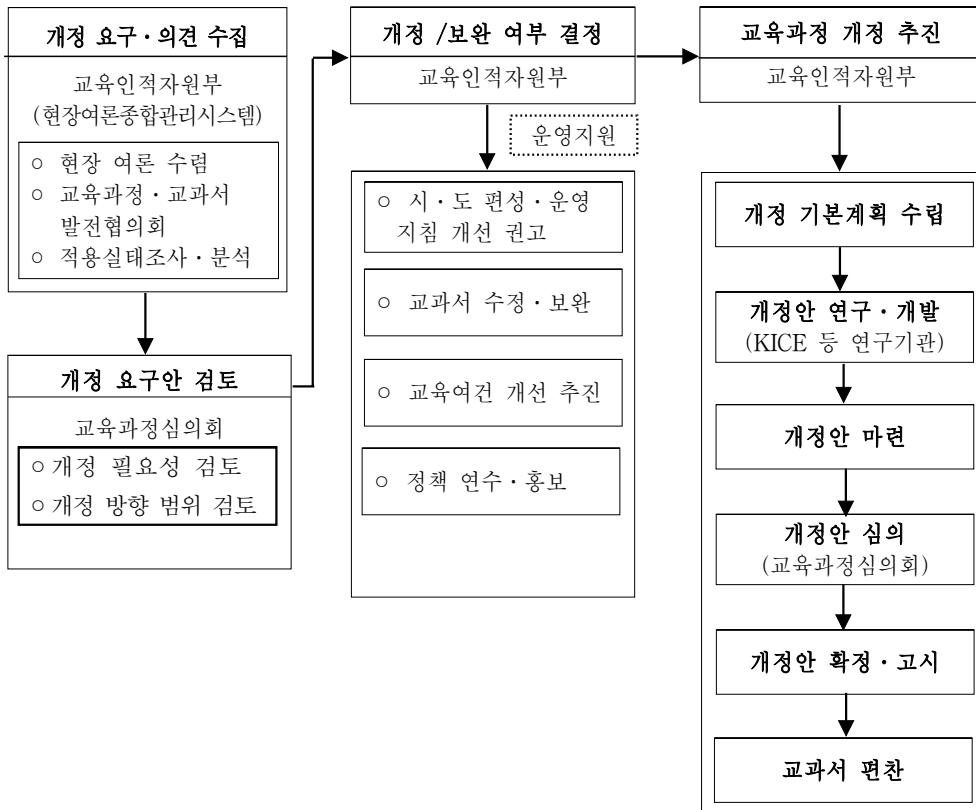 개정 요구·의견 수집
교육인적자원부
(현장여론종합관리시스템)
○ 현장 여론 수렴
○ 교육과정·교과서
발전협의회
○ 적용실태조사·분석
개정 요구안 검토
교육과정심의회
○개정 필요성 검토
○개정 방향 범위 검토
개정 /보완 여부 결정
교육인적자원부
운영지원
○ 시·도 편성·운영
지침 개선 권고
○ 교과서 수정·보완
○ 교육여건 개선 추진
○ 정책 연수·홍보
교육과정 개정 추진
교육인적자원부
개정 기본계획 수립
개정안 연구·개발
(KICE 등 연구기관)
개정안 마련
개정안 심의
(교육과정심의회)
개정안 확정·고시
교과서 편찬